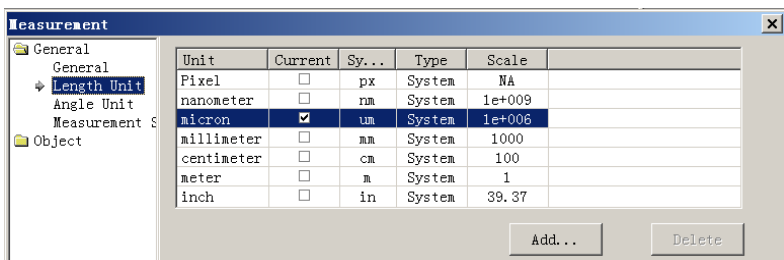 Measurement
General
General
Length Unit
Angle Unit
Measurement S
Object
Unit Current Sy... Type Scale
Pixel px System NA
nanometer nm System 1e+009
micron um System 1e+006
millimeter mm System 1000
centimeter cm System 100
meter m System 1
inch in System 39.37
Add... Delete